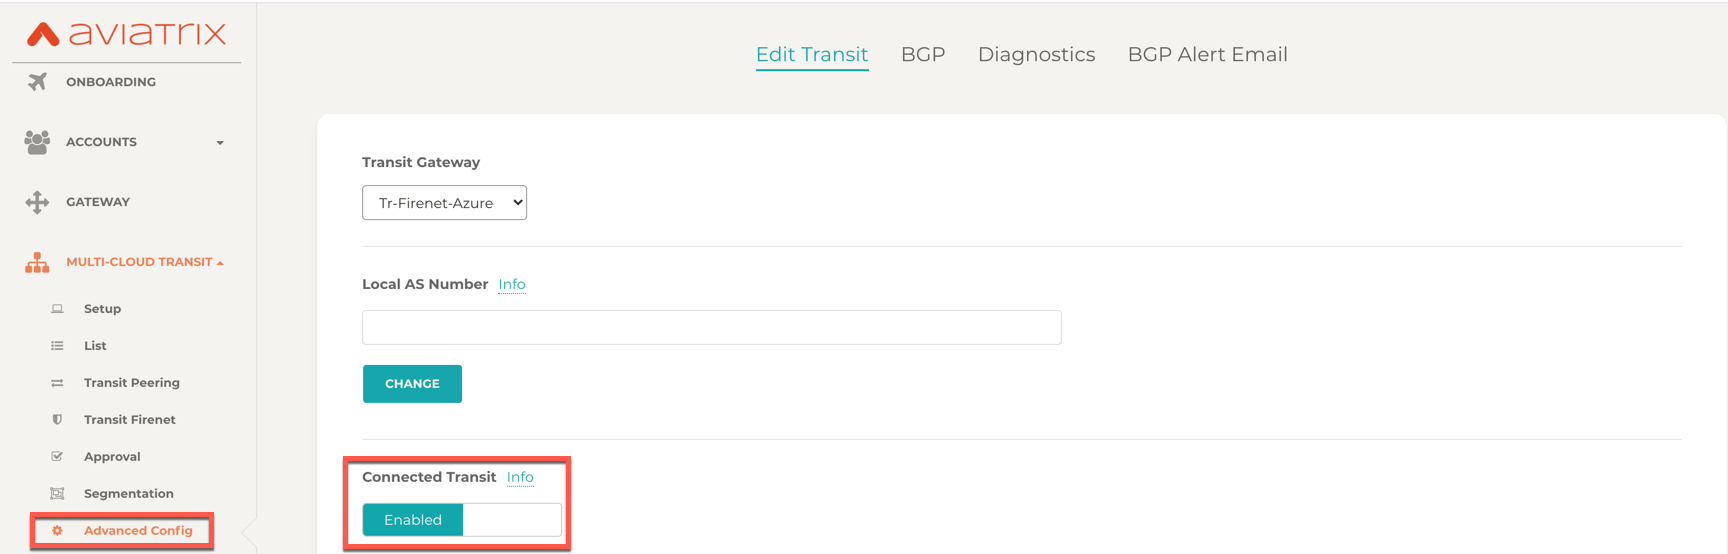 aviatrix
ONBOARDING
ACCOUNTS
GATEWAY
MULTI-CLOUD TRANSIT
Setup
List
Transit Peering
Transit Firenet
Approval
Segmentation
Advanced Config
Edit Transit BGP Diagnostics BGP Alert Email
Transit Gateway
Tr-Firenet-Azure
Local AS Number Info
CHANGE
Connected Transit Info
Enabled